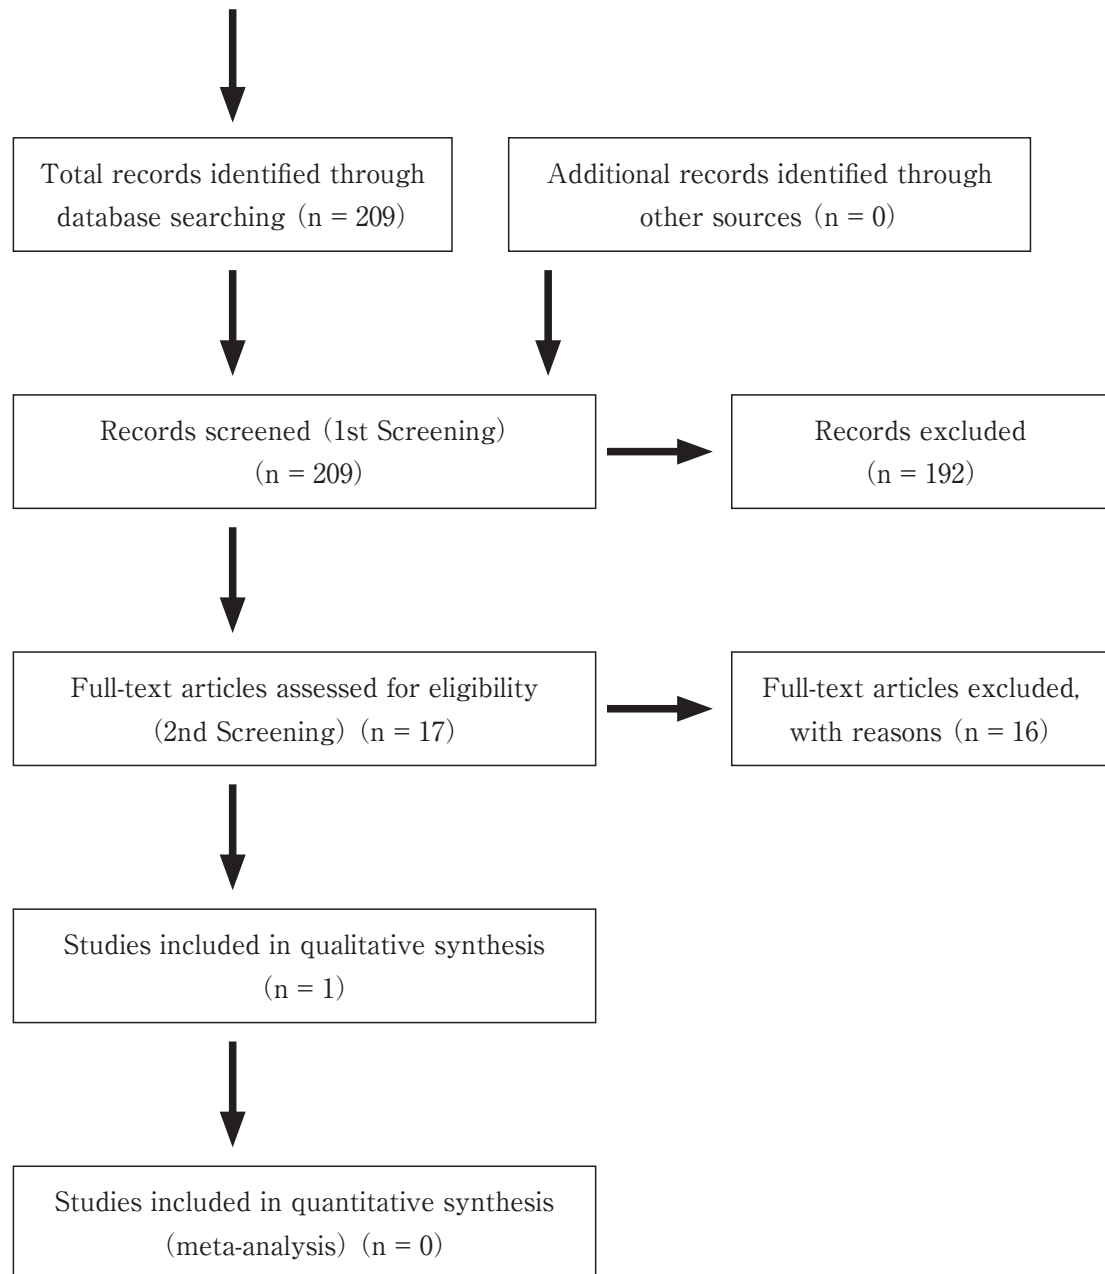 Total records identified through
database searching (n = 209)
Additional records identified through
other sources (n = 0)
Records screened (1st Screening)
(n = 209)
Records excluded
(n = 192)
Full-text articles assessed for eligibility
(2nd Screening) (n = 17)
Full-text articles excluded,
with reasons (n = 16)
Studies included in qualitative synthesis
(n = 1)
Studies included in quantitative synthesis
(meta-analysis) (n = 0)